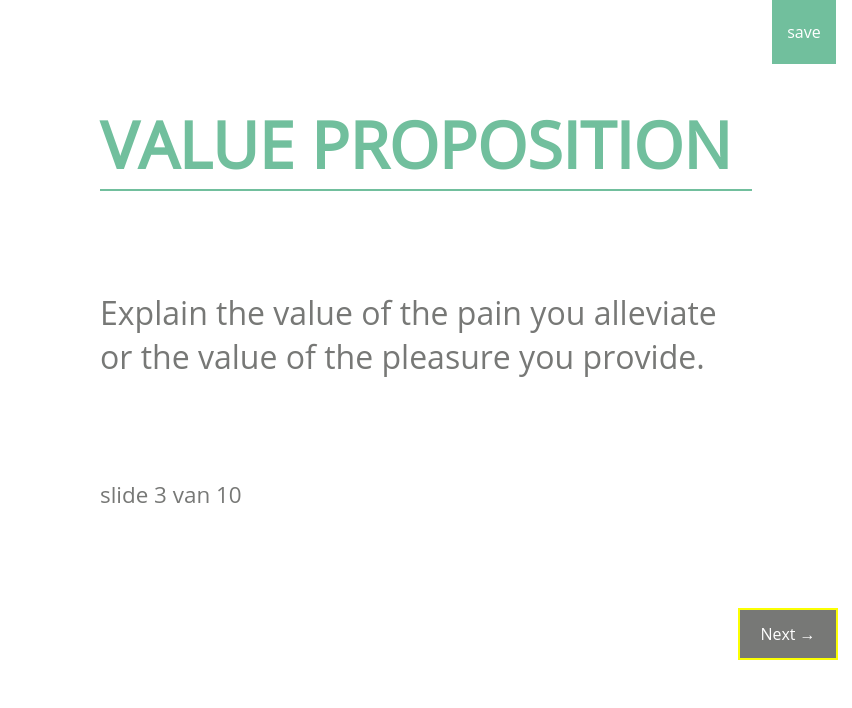 save
VALUE PROPOSITION
Explain the value of the pain you alleviate
or the value of the pleasure you provide.
slide 3 van 10
Next →